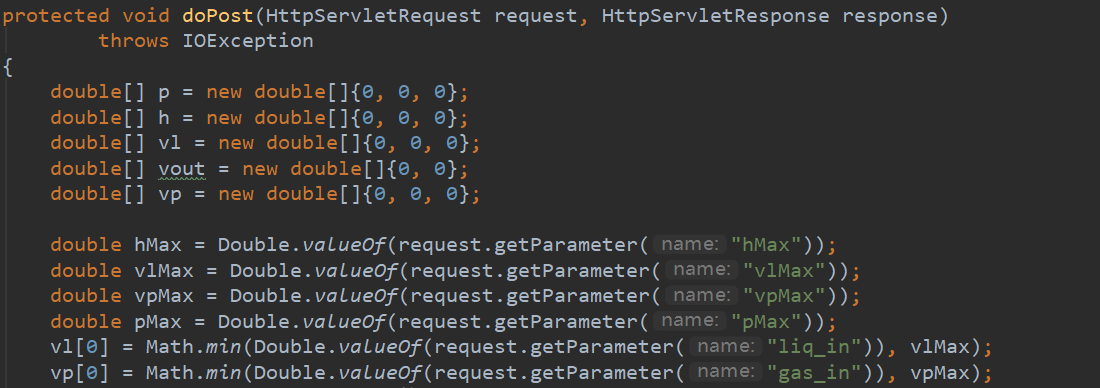 protected void doPost(HttpServletRequest request, HttpServletResponse response)
        throws IOException
{
    double[] p = new double[]{0, 0, 0};
    double[] h = new double[]{0, 0, 0};
    double[] vl = new double[]{0, 0, 0};
    double[] vout = new double[]{0, 0};
    double[] vp = new double[]{0, 0, 0};

    double hMax = Double.valueOf(request.getParameter( name: "hMax"));
    double vlMax = Double.valueOf(request.getParameter( name: "vlMax"));
    double vpMax = Double.valueOf(request.getParameter( name: "vpMax"));
    double pMax = Double.valueOf(request.getParameter( name: "pMax"));
    vl[0] = Math.min(Double.valueOf(request.getParameter( name: "liq_in")), vlMax);
    vp[0] = Math.min(Double.valueOf(request.getParameter( name: "gas_in")), vpMax);